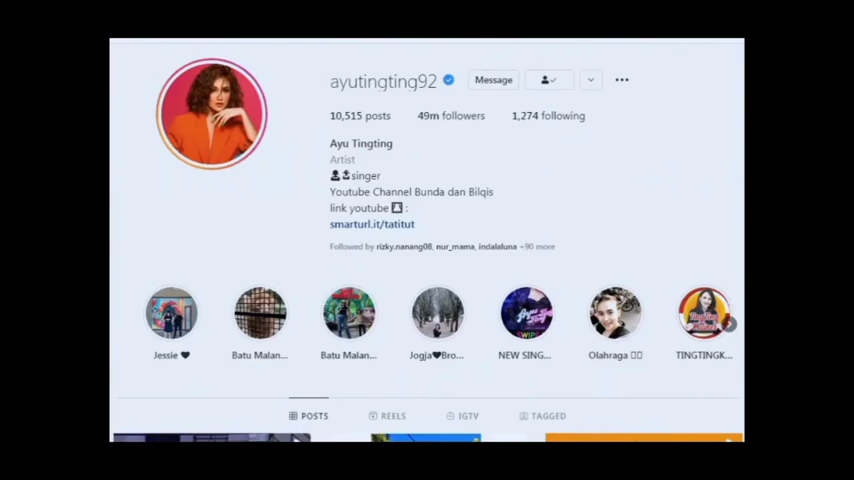 ayutingting92
Message
10,515 posts 49m followers 1,274 following
Ayu Tingting
Artist
singer
Youtube Channel Bunda dan Bilqis
link youtube :
smarturl.it/tatitut
Followed by rizky.nanang08, nur_mama, indalaluna +90 more
Jessie Batu Malan... Batu Malan... Jogja🖤Bro... NEW SING... Olahraga TINGTINGK...
POSTS REELS IGTV TAGGED